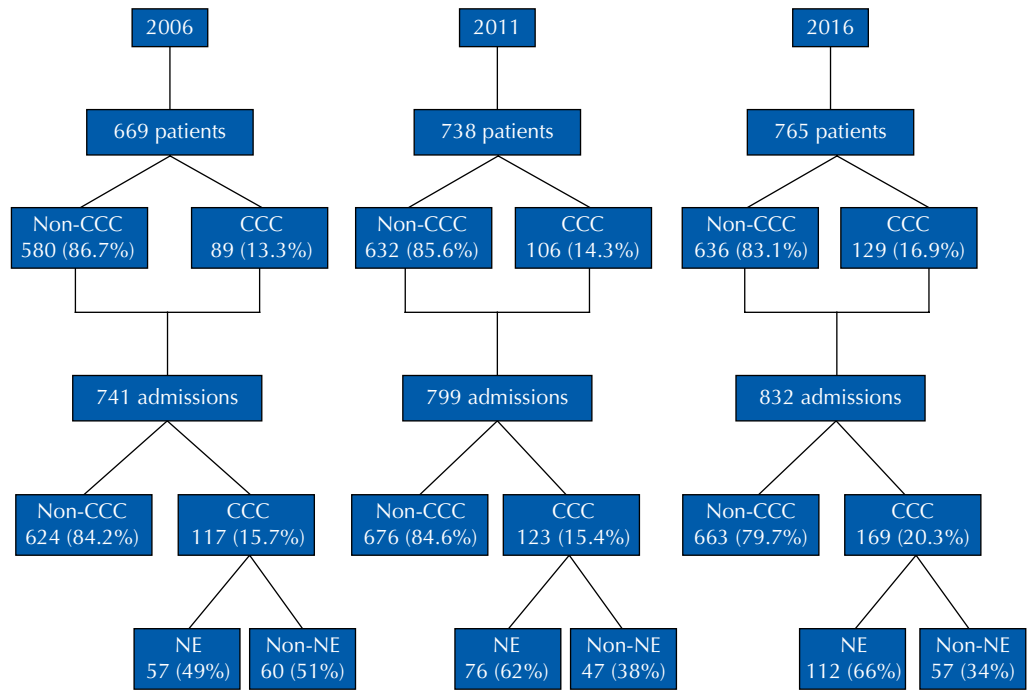 2006
2011
2016
669 patients
738 patients
765 patients
Non-CCC
580 (86.7%)
CCC
89 (13.3%)
Non-CCC
632 (85.6%)
CCC
106 (14.3%)
Non-CCC
636 (83.1%)
CCC
129 (16.9%)
741 admissions
799 admissions
832 admissions
Non-CCC
624 (84.2%)
CCC
117 (15.7%)
Non-CCC
676 (84.6%)
CCC
123 (15.4%)
Non-CCC
663 (79.7%)
CCC
169 (20.3%)
NE
57 (49%)
Non-NE
60 (51%)
NE
76 (62%)
Non-NE
47 (38%)
NE
112 (66%)
Non-NE
57 (34%)